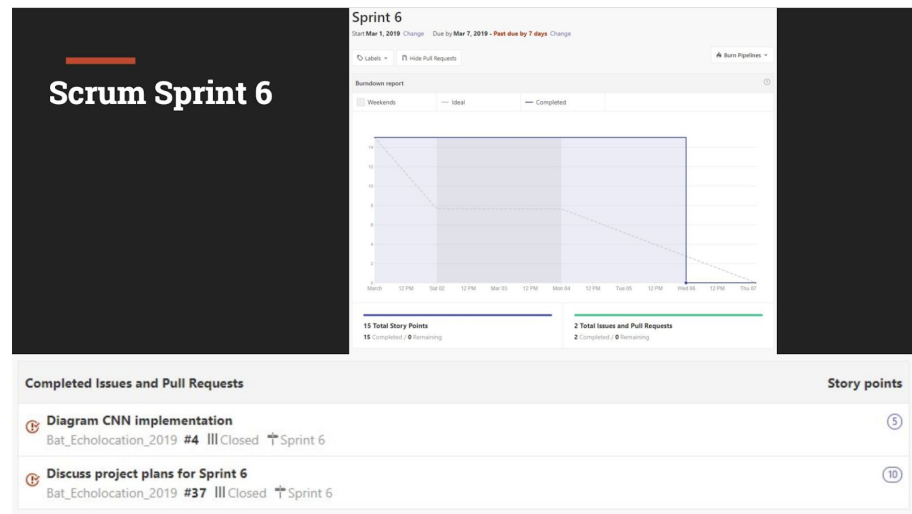 Scrum Sprint 6
Sprint 6
Start Mar 1, 2019 Change Due by Mar 7, 2019 - Past due by 7 days Change
Labels Hide Pull Requests Burn Pipelines
Burndown report
Weekends Ideal Completed
14
12
10
8
6
4
2
0
March 12 PM Sat 02 12 PM Mar 03 12 PM Mon 04 12 PM Tue 05 12 PM Wed 06 12 PM Thu 07
15 Total Story Points 2 Total Issues and Pull Requests
15 Completed / 0 Remaining 2 Completed / 0 Remaining
Completed Issues and Pull Requests Story points
Diagram CNN implementation 5
Bat_Echolocation_2019 #4 Closed Sprint 6
Discuss project plans for Sprint 6 10
Bat_Echolocation_2019 #37 Closed Sprint 6